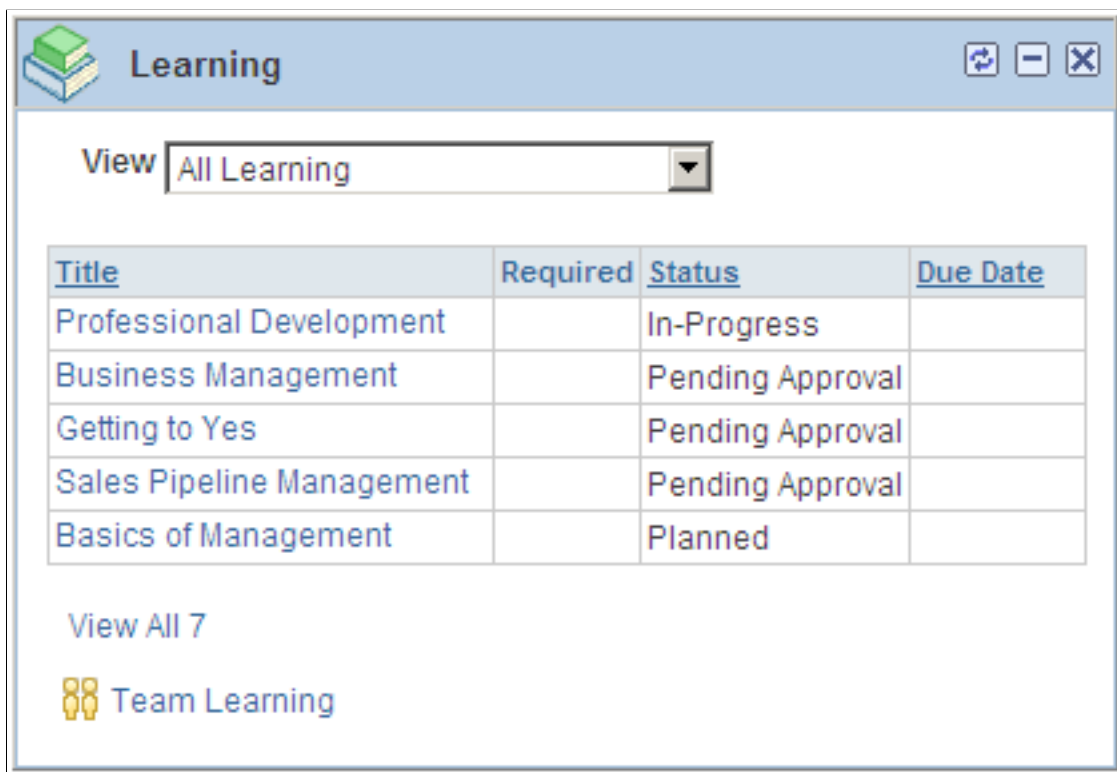 Learning
View All Learning
Title Required Status Due Date
Professional Development In-Progress
Business Management Pending Approval
Getting to Yes Pending Approval
Sales Pipeline Management Pending Approval
Basics of Management Planned
View All 7
Team Learning